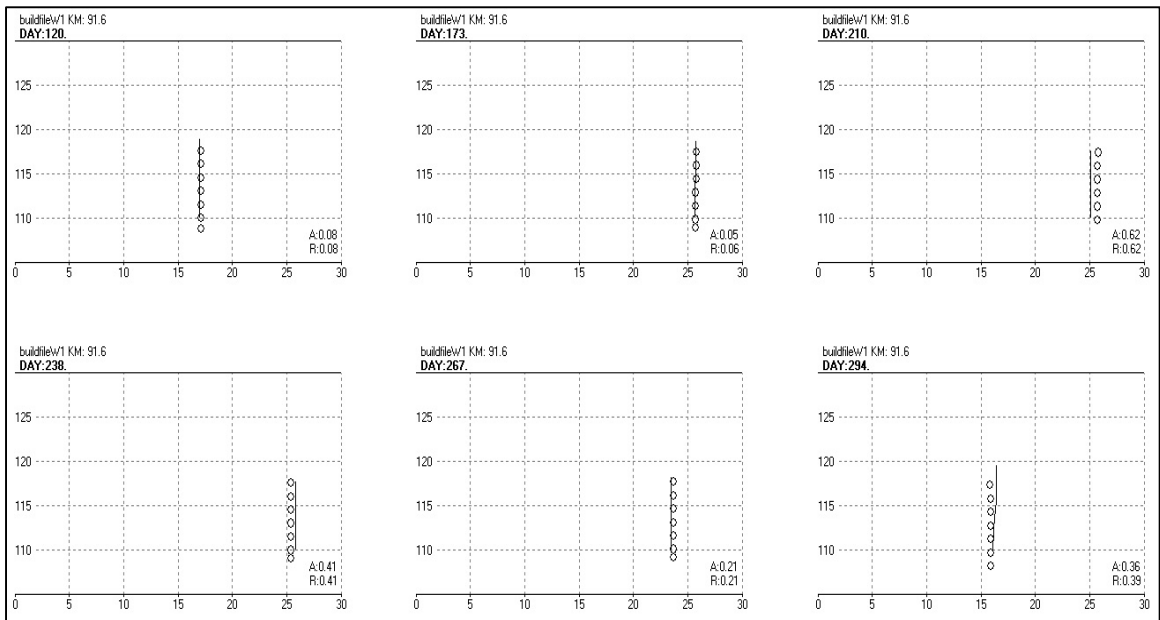 buildfileW1 KM: 91.6
DAY:120.
125
120
115
110
A:0.08
R:0.08
0 5 10 15 20 25 30
buildfileW1 KM: 91.6
DAY:173.
125
120
115
110
A:0.05
R:0.06
0 5 10 15 20 25 30
buildfileW1 KM: 91.6
DAY:210.
125
120
115
110
A:0.62
R:0.62
0 5 10 15 20 25 30
buildfileW1 KM: 91.6
DAY:238.
125
120
115
110
A:0.41
R:0.41
0 5 10 15 20 25 30
buildfileW1 KM: 91.6
DAY:267.
125
120
115
110
A:0.21
R:0.21
0 5 10 15 20 25 30
buildfileW1 KM: 91.6
DAY:294.
125
120
115
110
A:0.36
R:0.39
0 5 10 15 20 25 30